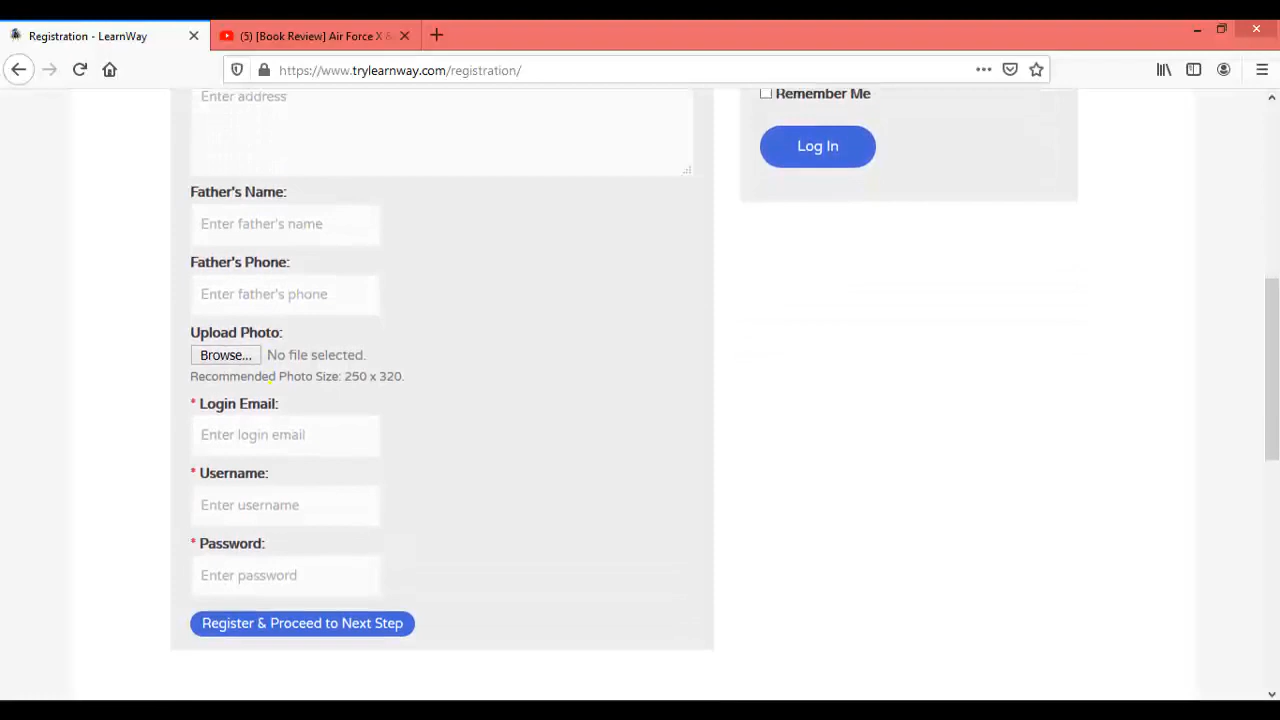 Registration - LearnWay
(5) [Book Review] Air Force X &
https://www.trylearnway.com/registration/
Enter address
Father's Name:
Enter father's name
Father's Phone:
Enter father's phone
Upload Photo:
Browse... No file selected.
Recommended Photo Size: 250 x 320.
* Login Email:
Enter login email
* Username:
Enter username
* Password:
Enter password
Register & Proceed to Next Step
Remember Me
Log In